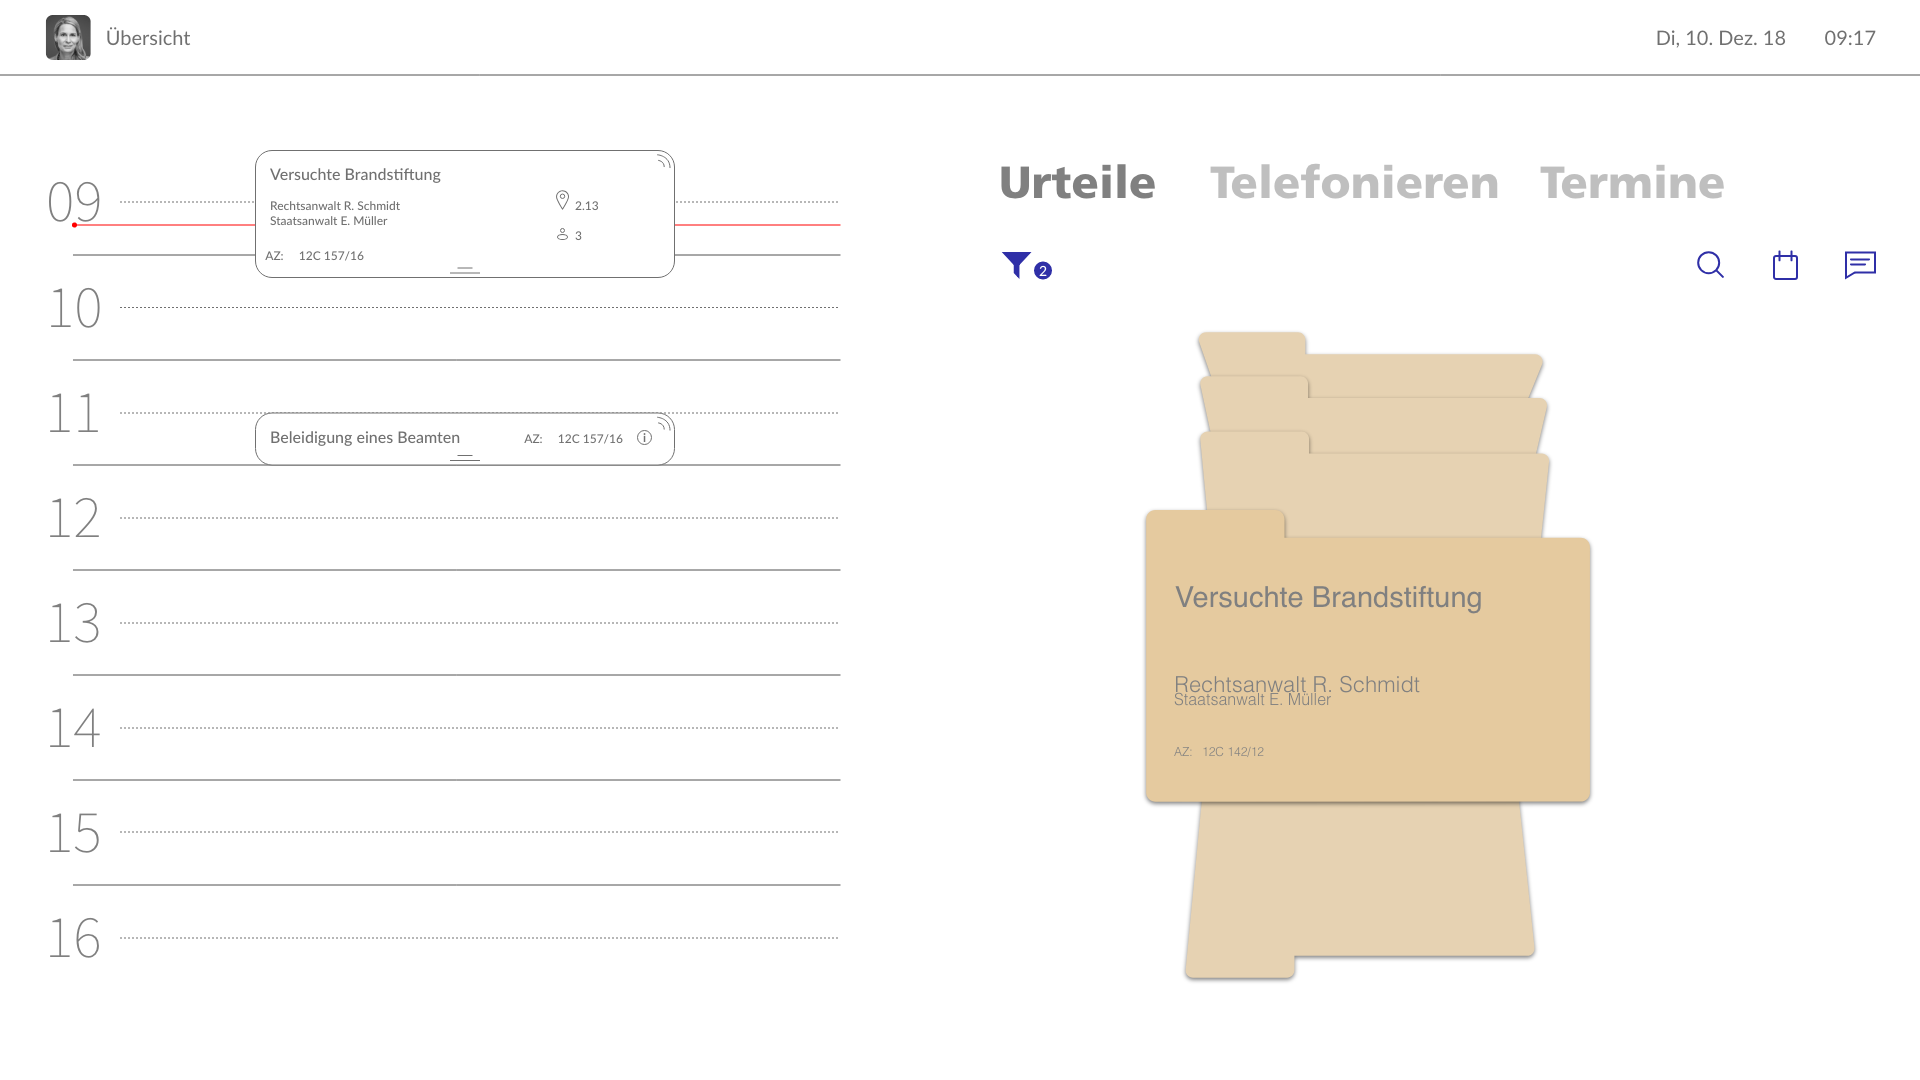 Übersicht
Di, 10. Dez. 18
09:17
09
10
11
12
13
14
15
16
Versuchte Brandstiftung
Rechtsanwalt R. Schmidt
Staatsanwalt E. Müller
2.13
3
AZ: 12C 157/16
Beleidigung eines Beamten
AZ: 12C 157/16
Urteile
Telefonieren
Termine
2
Versuchte Brandstiftung
Rechtsanwalt R. Schmidt
Staatsanwalt E. Müller
AZ: 12C 142/12